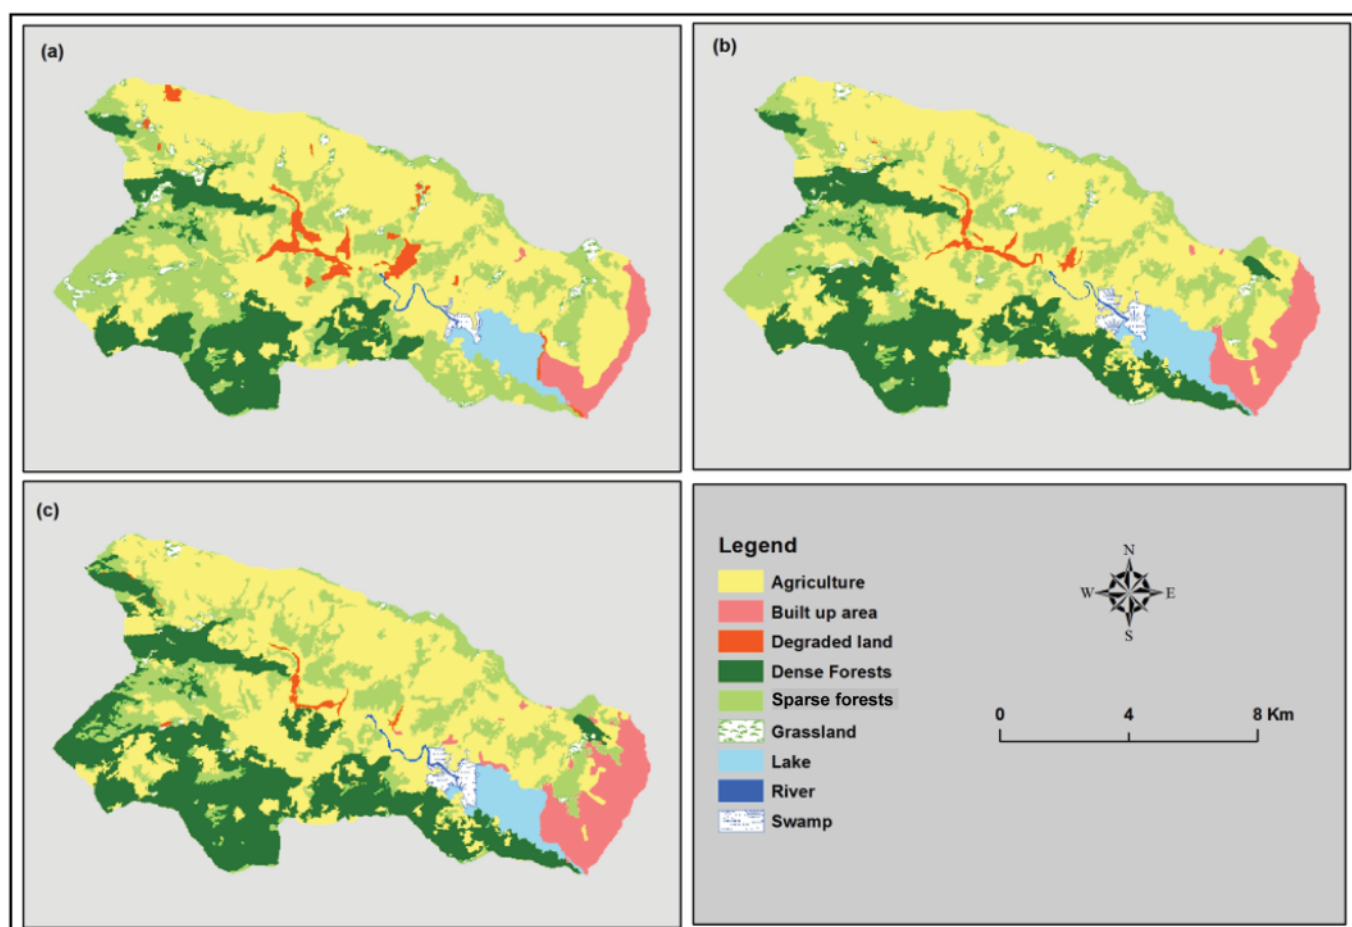 (a)
(b)
(c)
Legend
Agriculture
Built up area
Degraded land
Dense Forests
Sparse forests
Grassland
Lake
River
Swamp
N
W E
S
0 4 8 Km